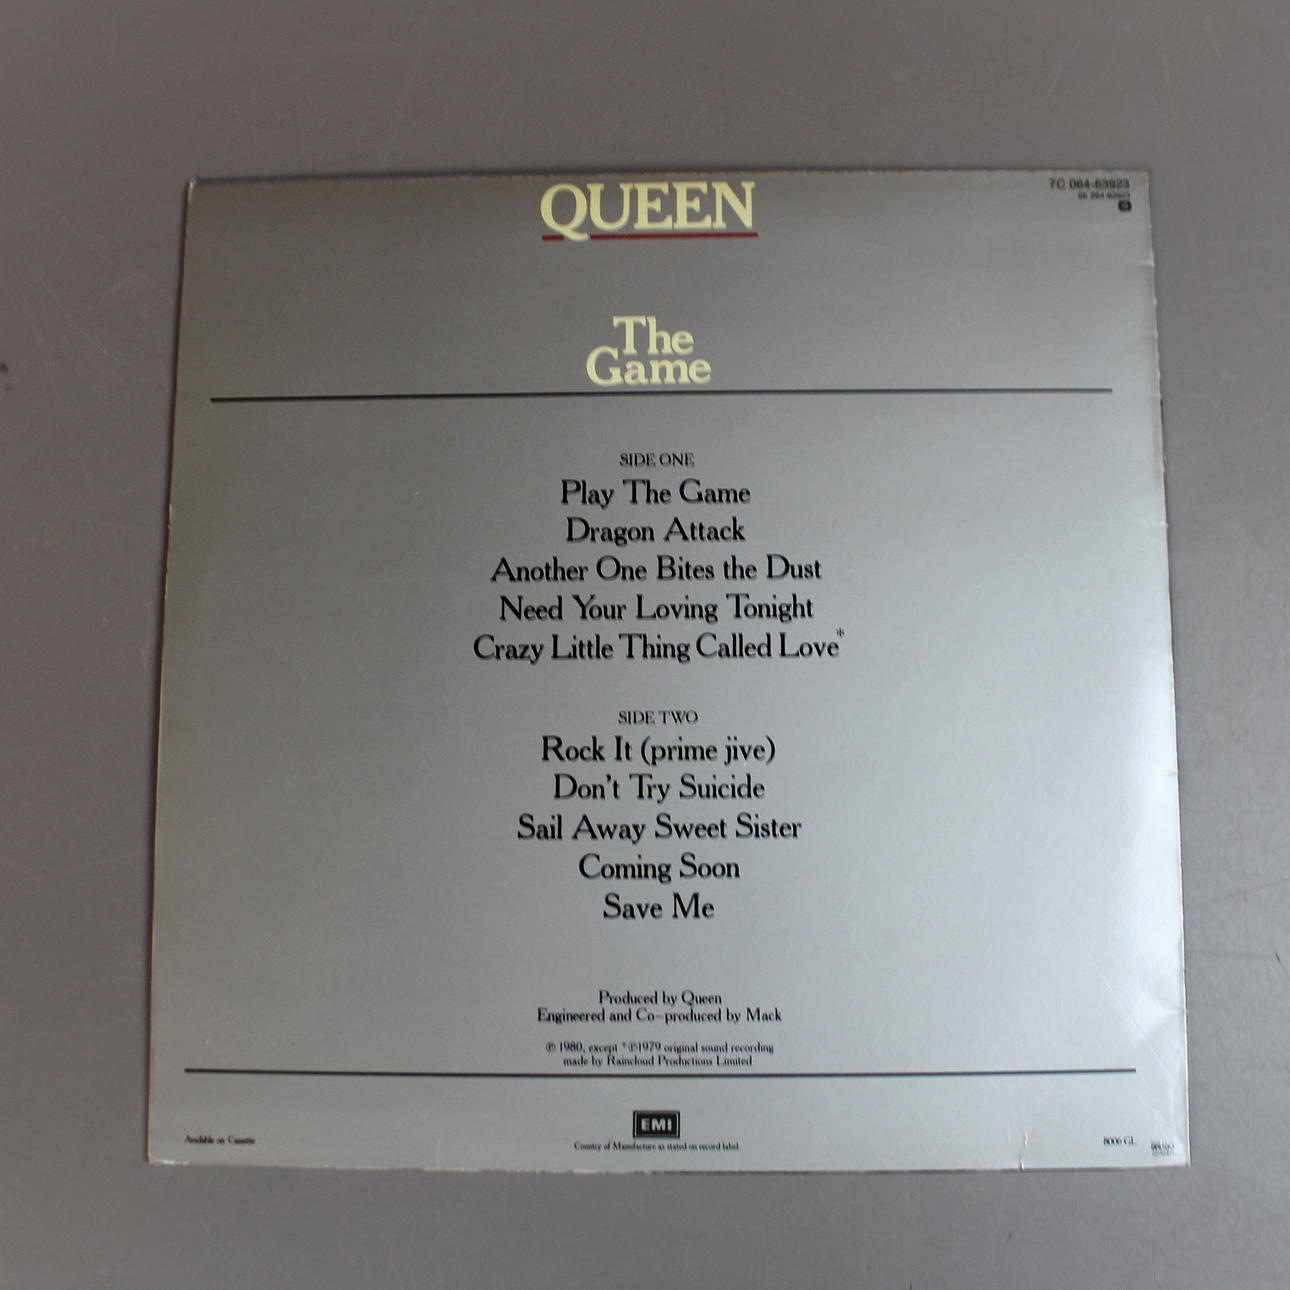 QUEEN
7C 064-63923
The
Game
SIDE ONE
Play The Game
Dragon Attack
Another One Bites the Dust
Need Your Loving Tonight
Crazy Little Thing Called Love*
SIDE TWO
Rock It (prime jive)
Don't Try Suicide
Sail Away Sweet Sister
Coming Soon
Save Me
Produced by Queen
Engineered and Co-produced by Mack
℗ 1980, except *℗1979 original sound recording
made by Raincloud Productions Limited
EMI
Available on Cassette
Country of Manufacture as stated on record label
8006 GL